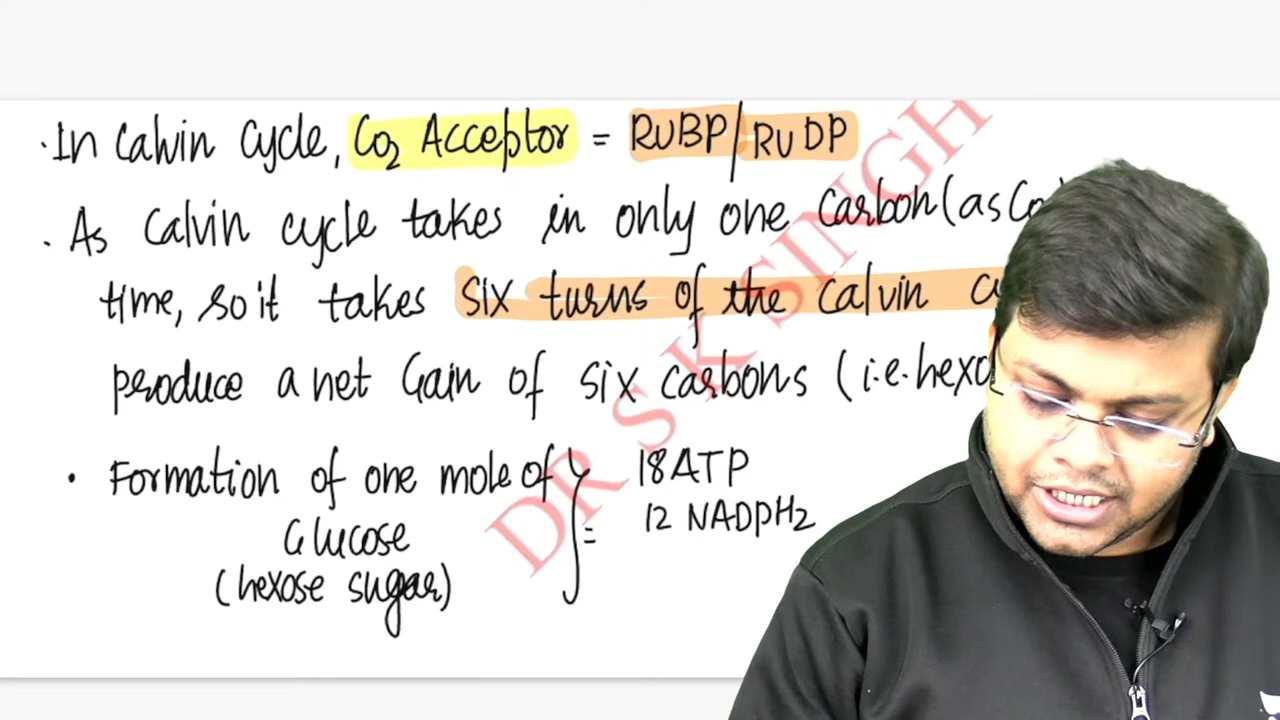 ·In Calvin Cycle, CO2 Acceptor = RUBP/RUDP
· As Calvin cycle takes in only one Carbon (as CO
time, so it takes six turns of the Calvin
produce a net Gain of six carbons (i.e. hexo
· Formation of one mole of } 18ATP
Glucose = 12 NADPH2
(hexose sugar)
DR S K SINGH